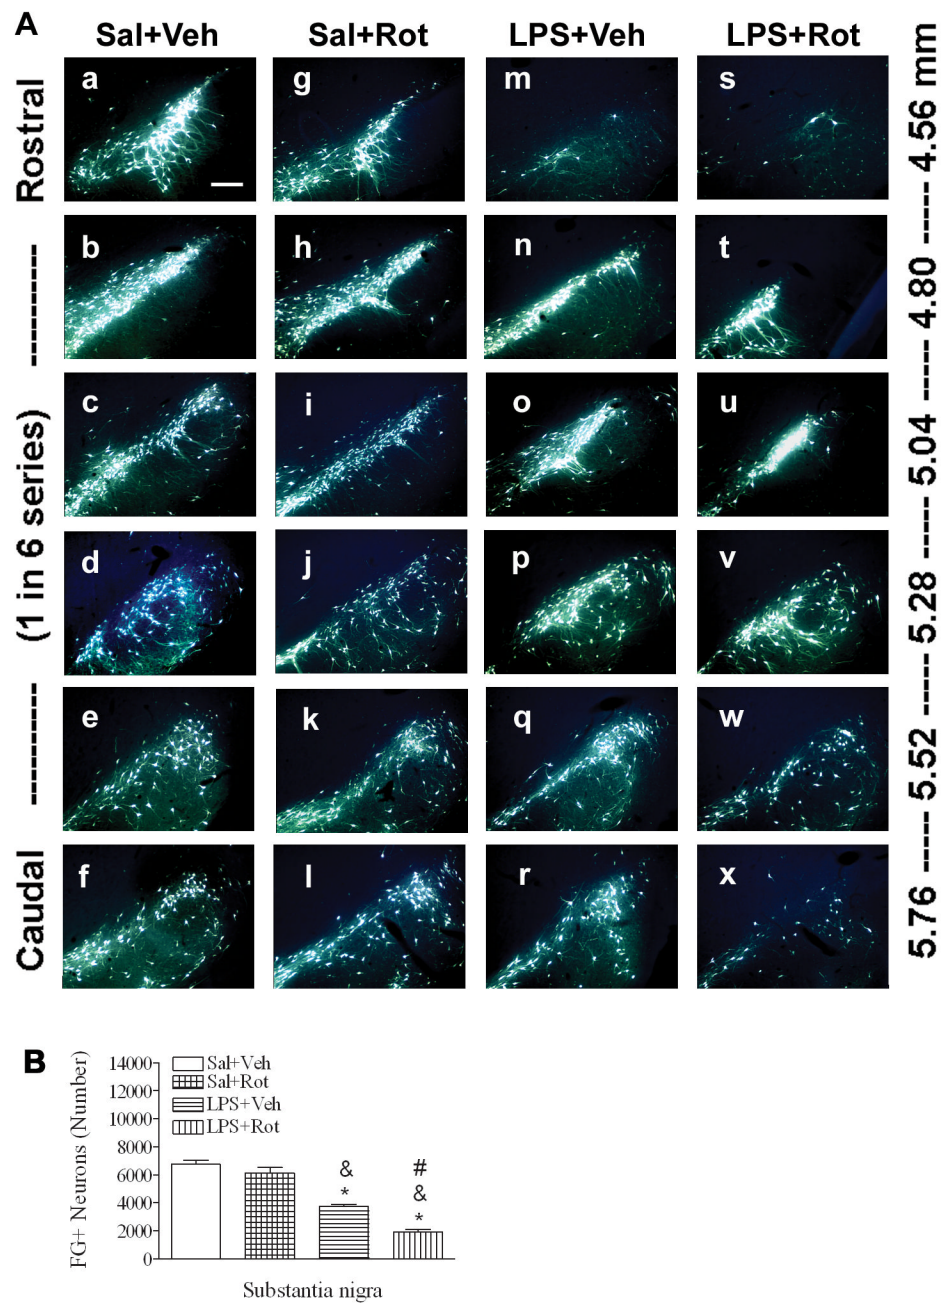 A
Sal+Veh Sal+Rot LPS+Veh LPS+Rot
Rostral ---------- (1 in 6 series) ---------- Caudal
a g m s
b h n t
c i o u
d j p v
e k q w
f l r x
5.76 ----- 5.52 ----- 5.28 ----- 5.04 ----- 4.80 ----- 4.56 mm
B
FG+ Neurons (Number)
14000
12000
10000
8000
6000
4000
2000
0
Sal+Veh
Sal+Rot
LPS+Veh
LPS+Rot
& #
* &
*
Substantia nigra